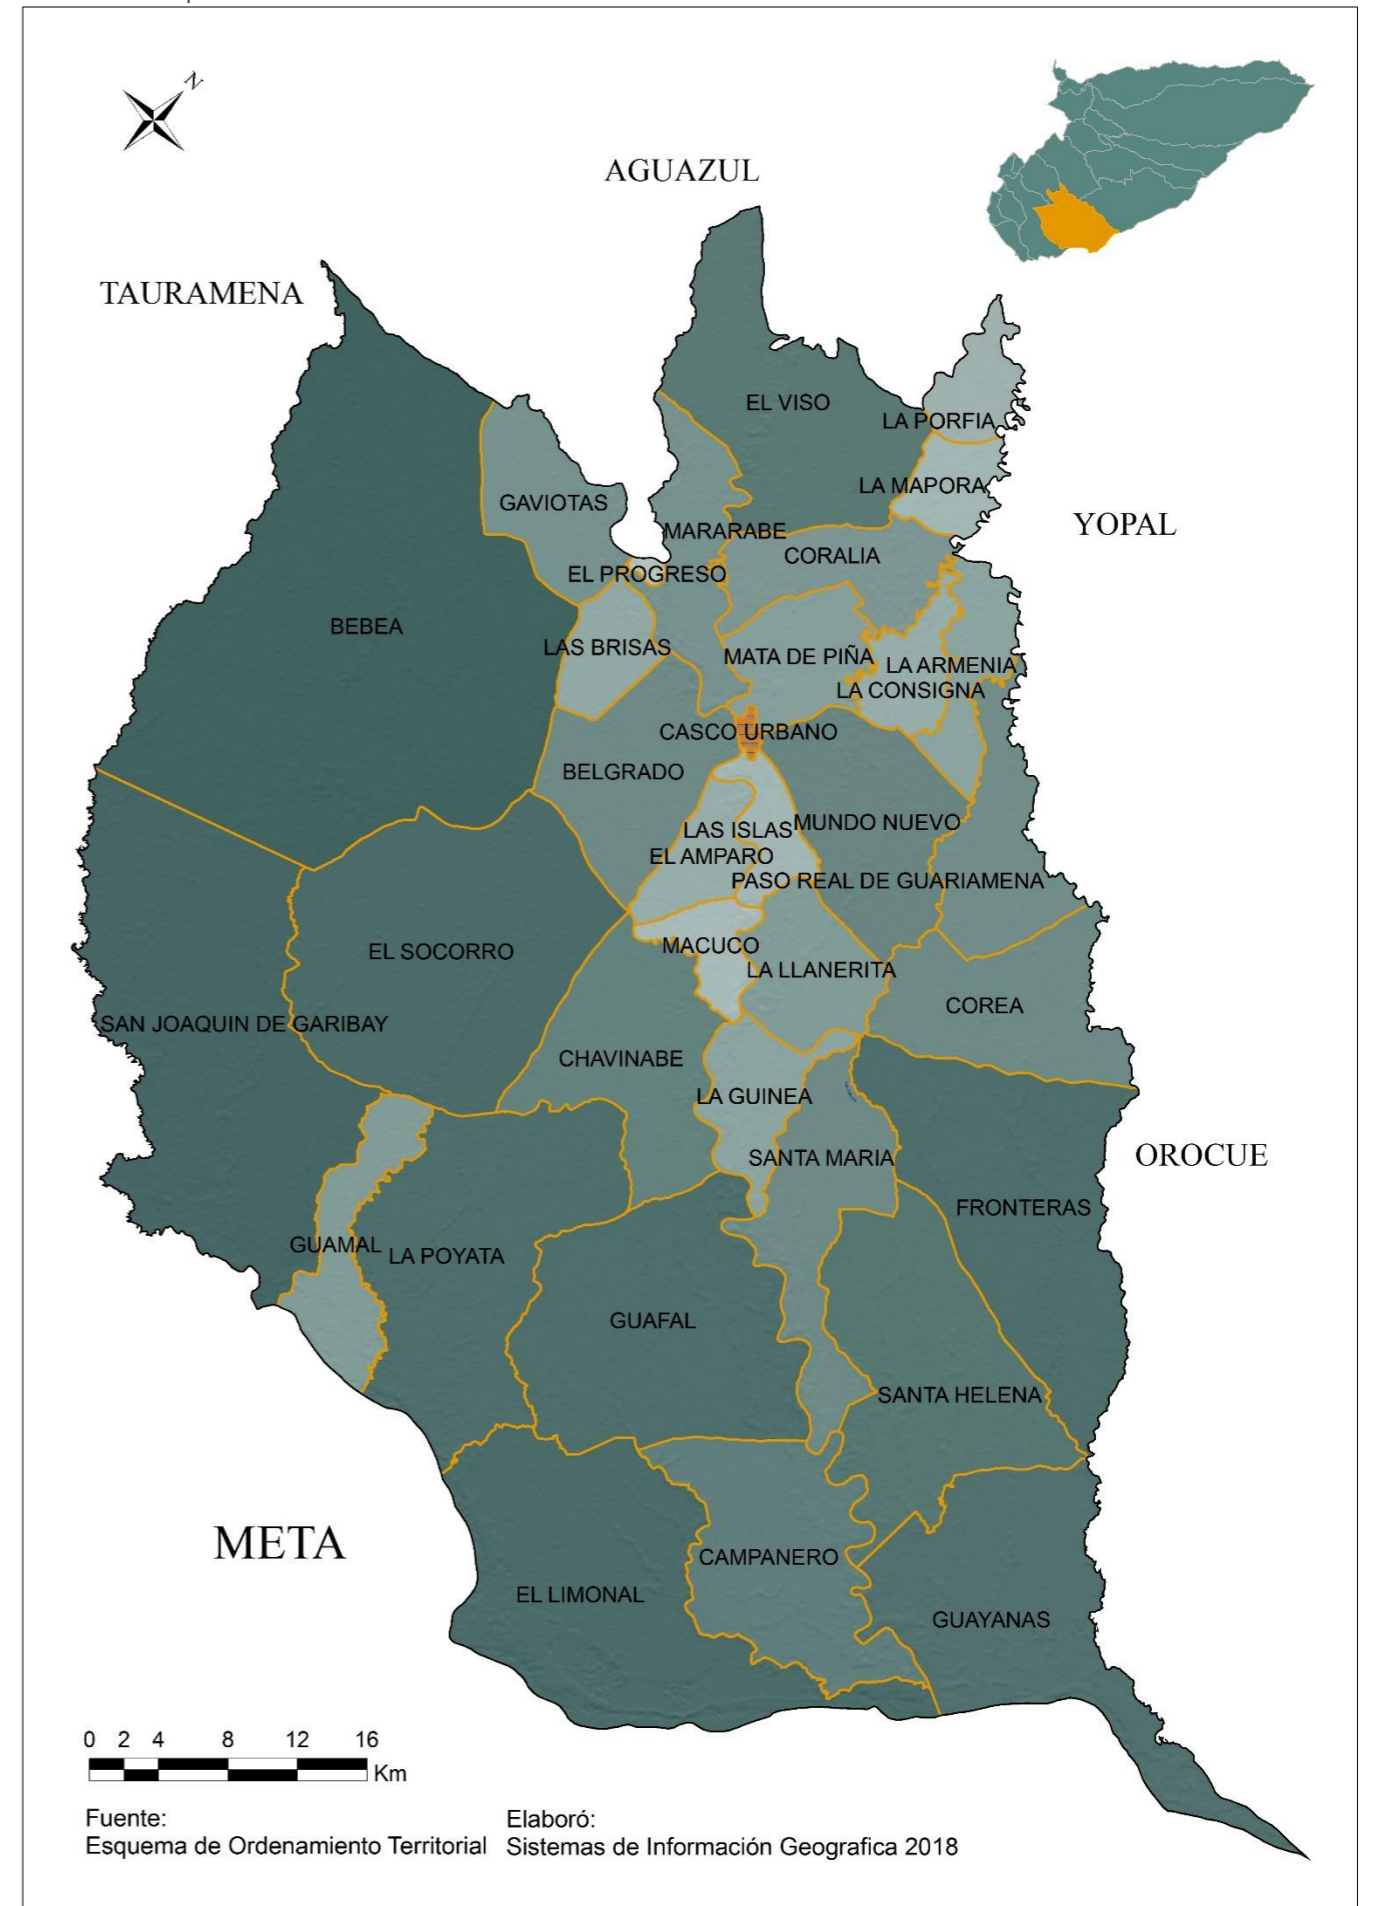 N
AGUAZUL
TAURAMENA
EL VISO
LA PORFIA
LA MAPORA
GAVIOTAS
YOPAL
MARARABE
CORALIA
EL PROGRESO
BEBEA
LAS BRISAS
MATA DE PIÑA
LA ARMENIA
LA CONSIGNA
CASCO URBANO
BELGRADO
LAS ISLAS
MUNDO NUEVO
EL AMPARO
PASO REAL DE GUARIAMENA
EL SOCORRO
MACUCO
LA LLANERITA
COREA
SAN JOAQUIN DE GARIBAY
CHAVINABE
LA GUINEA
SANTA MARIA
OROCUE
FRONTERAS
GUAMAL
LA POYATA
GUAFAL
SANTA HELENA
META
CAMPANERO
EL LIMONAL
GUAYANAS
0 2 4 8 12 16
Km
Fuente:
Esquema de Ordenamiento Territorial
Elaboró:
Sistemas de Información Geografica 2018